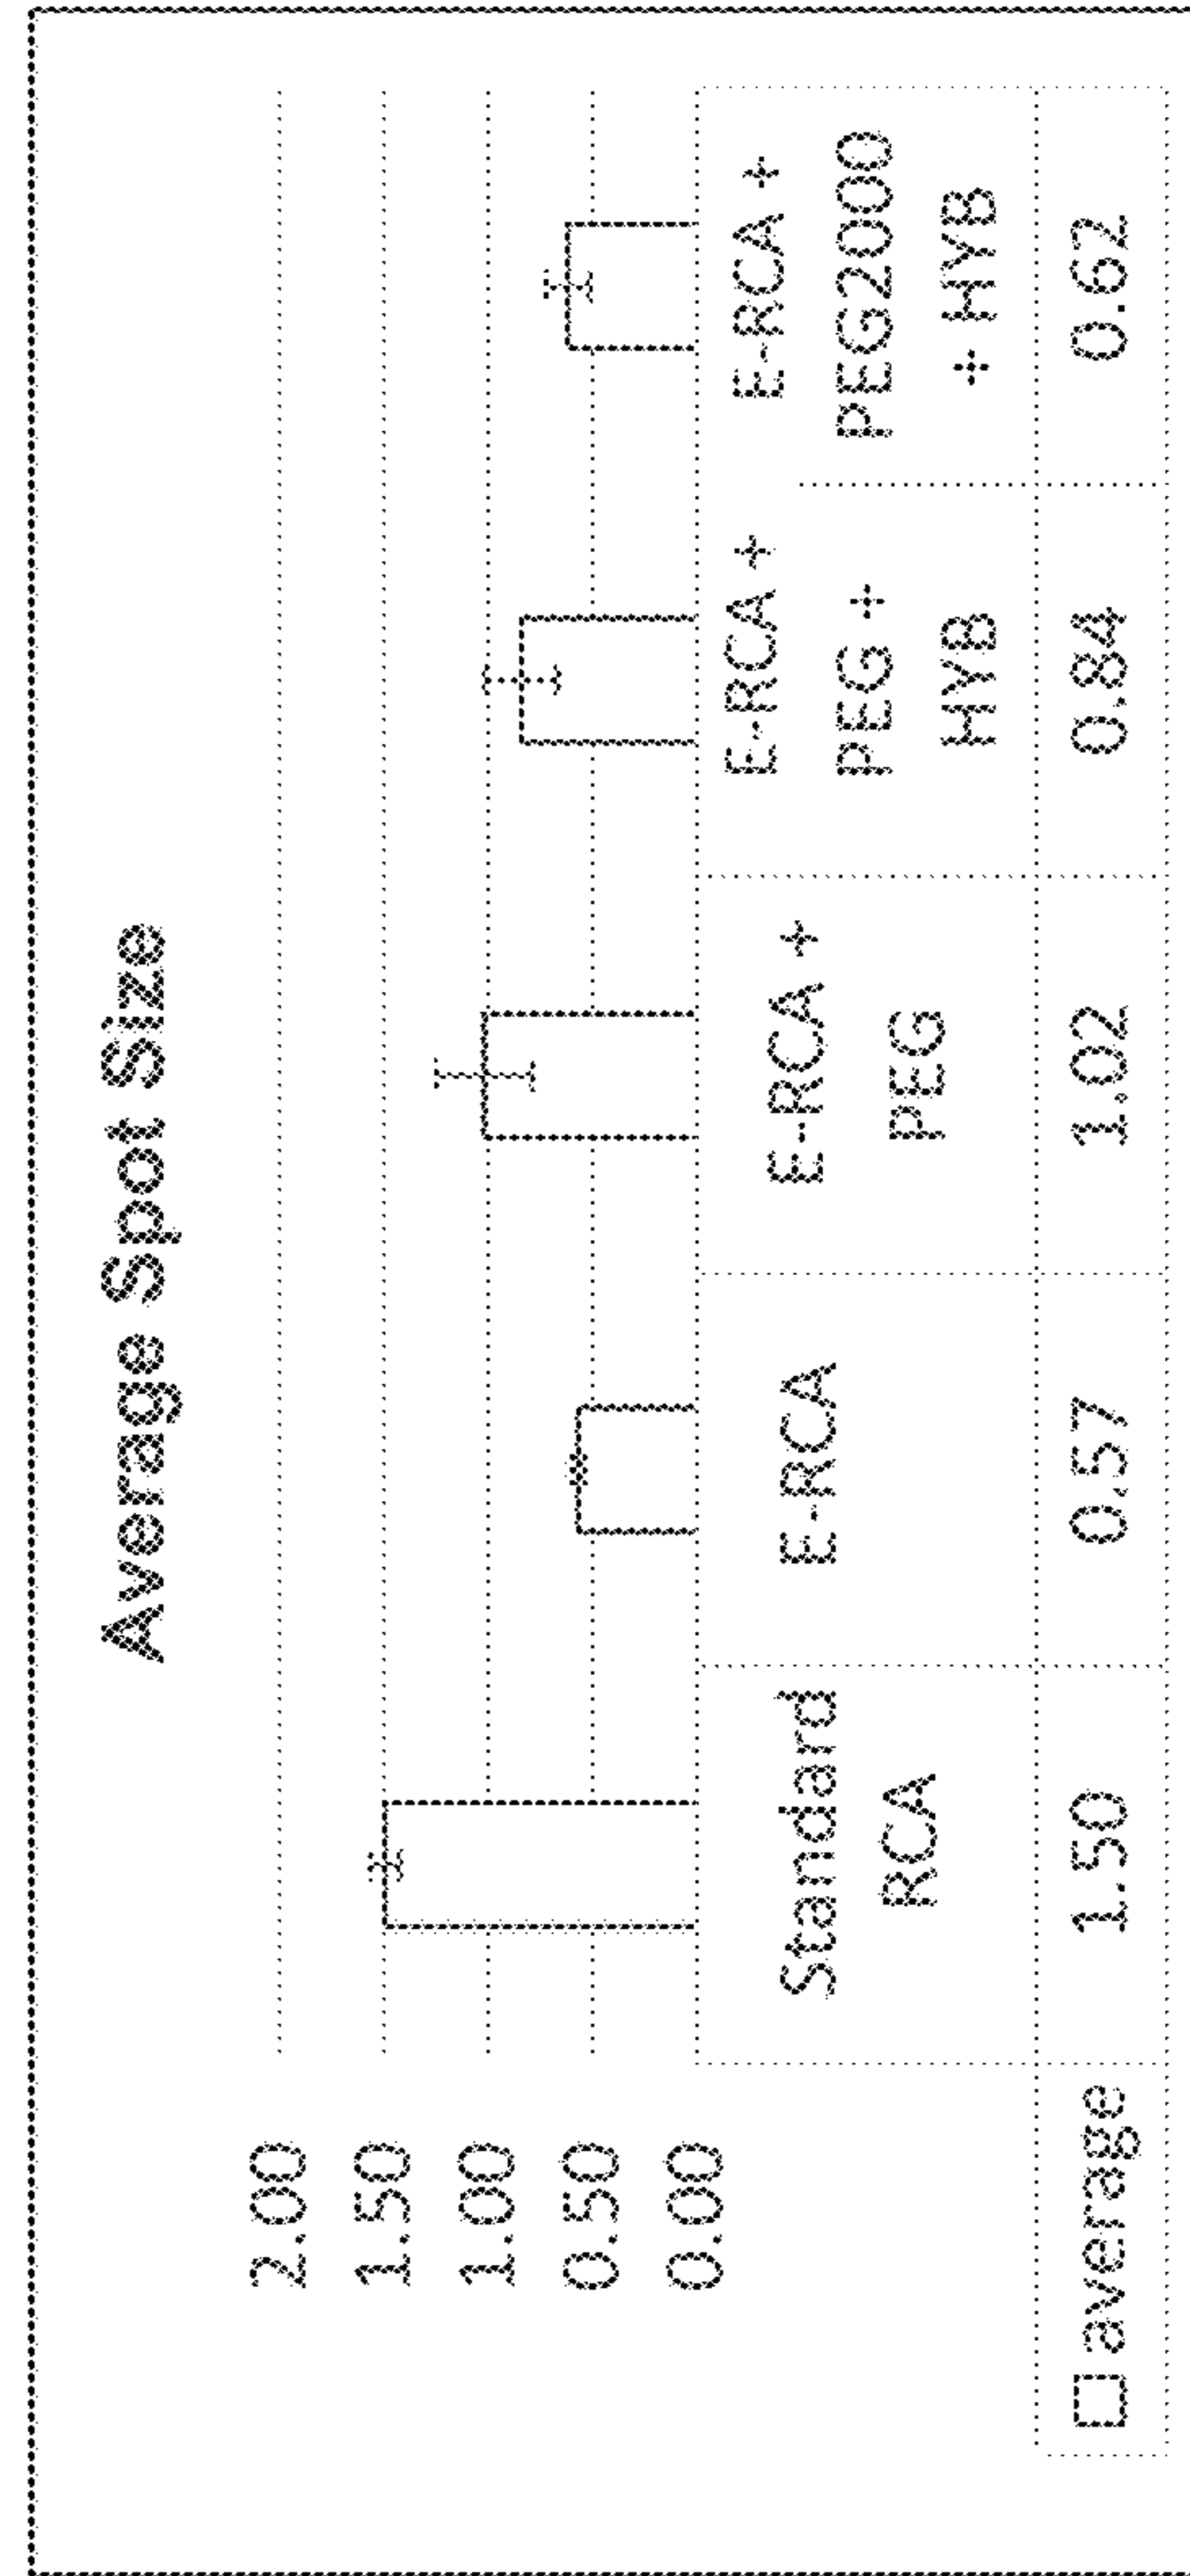 Average Spot Size
2.00
1.50
1.00
0.50
0.00
Standard
RCA
E-RCA
E-RCA +
PEG
E-RCA +
PEG +
HYB
E-RCA +
PEG2000
+ HYB
average
1.50
0.57
1.02
0.84
0.62